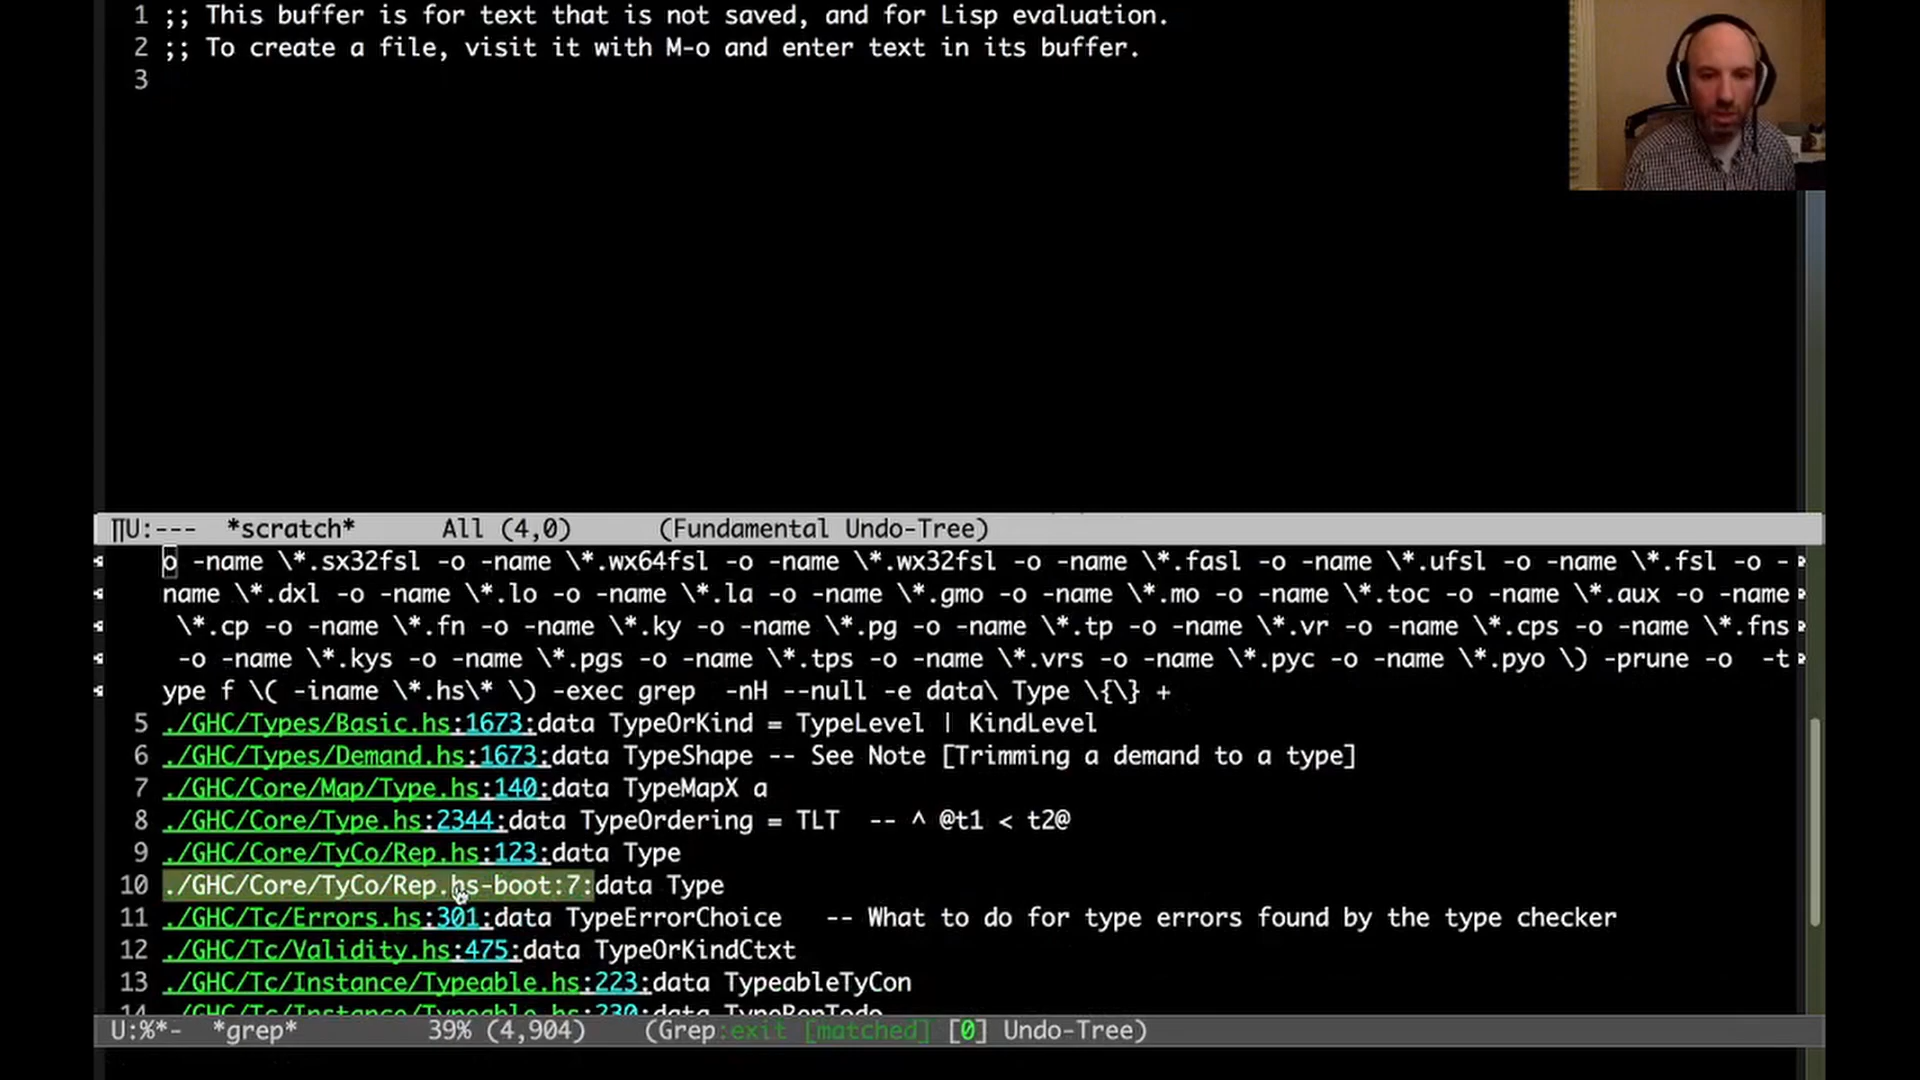 1 ;; This buffer is for text that is not saved, and for Lisp evaluation.
2 ;; To create a file, visit it with M-o and enter text in its buffer.
3
U:--- *scratch* All (4,0) (Fundamental Undo-Tree)
o -name \*.sx32fsl -o -name \*.wx64fsl -o -name \*.wx32fsl -o -name \*.fasl -o -name \*.ufsl -o -name \*.fsl -o -
name \*.dxl -o -name \*.lo -o -name \*.la -o -name \*.gmo -o -name \*.mo -o -name \*.toc -o -name \*.aux -o -name
\*.cp -o -name \*.fn -o -name \*.ky -o -name \*.pg -o -name \*.tp -o -name \*.vr -o -name \*.cps -o -name \*.fns
-o -name \*.kys -o -name \*.pgs -o -name \*.tps -o -name \*.vrs -o -name \*.pyc -o -name \*.pyo \) -prune -o  -t
ype f \( -iname \*.hs\* \) -exec grep  -nH --null -e data\ Type \{\} +
5 ./GHC/Types/Basic.hs:1673:data TypeOrKind = TypeLevel | KindLevel
6 ./GHC/Types/Demand.hs:1673:data TypeShape -- See Note [Trimming a demand to a type]
7 ./GHC/Core/Map/Type.hs:140:data TypeMapX a
8 ./GHC/Core/Type.hs:2344:data TypeOrdering = TLT  -- ^ @t1 < t2@
9 ./GHC/Core/TyCo/Rep.hs:123:data Type
10 ./GHC/Core/TyCo/Rep.hs-boot:7:data Type
11 ./GHC/Tc/Errors.hs:301:data TypeErrorChoice   -- What to do for type errors found by the type checker
12 ./GHC/Tc/Validity.hs:475:data TypeOrKindCtxt
13 ./GHC/Tc/Instance/Typeable.hs:223:data TypeableTyCon
14 ./GHC/Tc/Instance/Typeable.hs:230:data TypeRepTodo
U:%*- *grep* 39% (4,904) (Grep:exit [matched] [0] Undo-Tree)